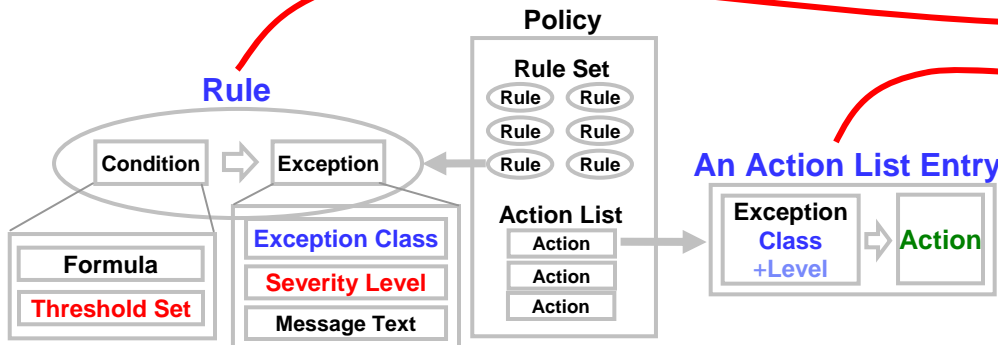 Policy
Rule Set
Rule Rule
Rule Rule
Rule Rule
Action List
Action
Action
Action
Rule
Condition
Exception
Formula
Threshold Set
Exception Class
Severity Level
Message Text
An Action List Entry
Exception
Class
+Level
Action